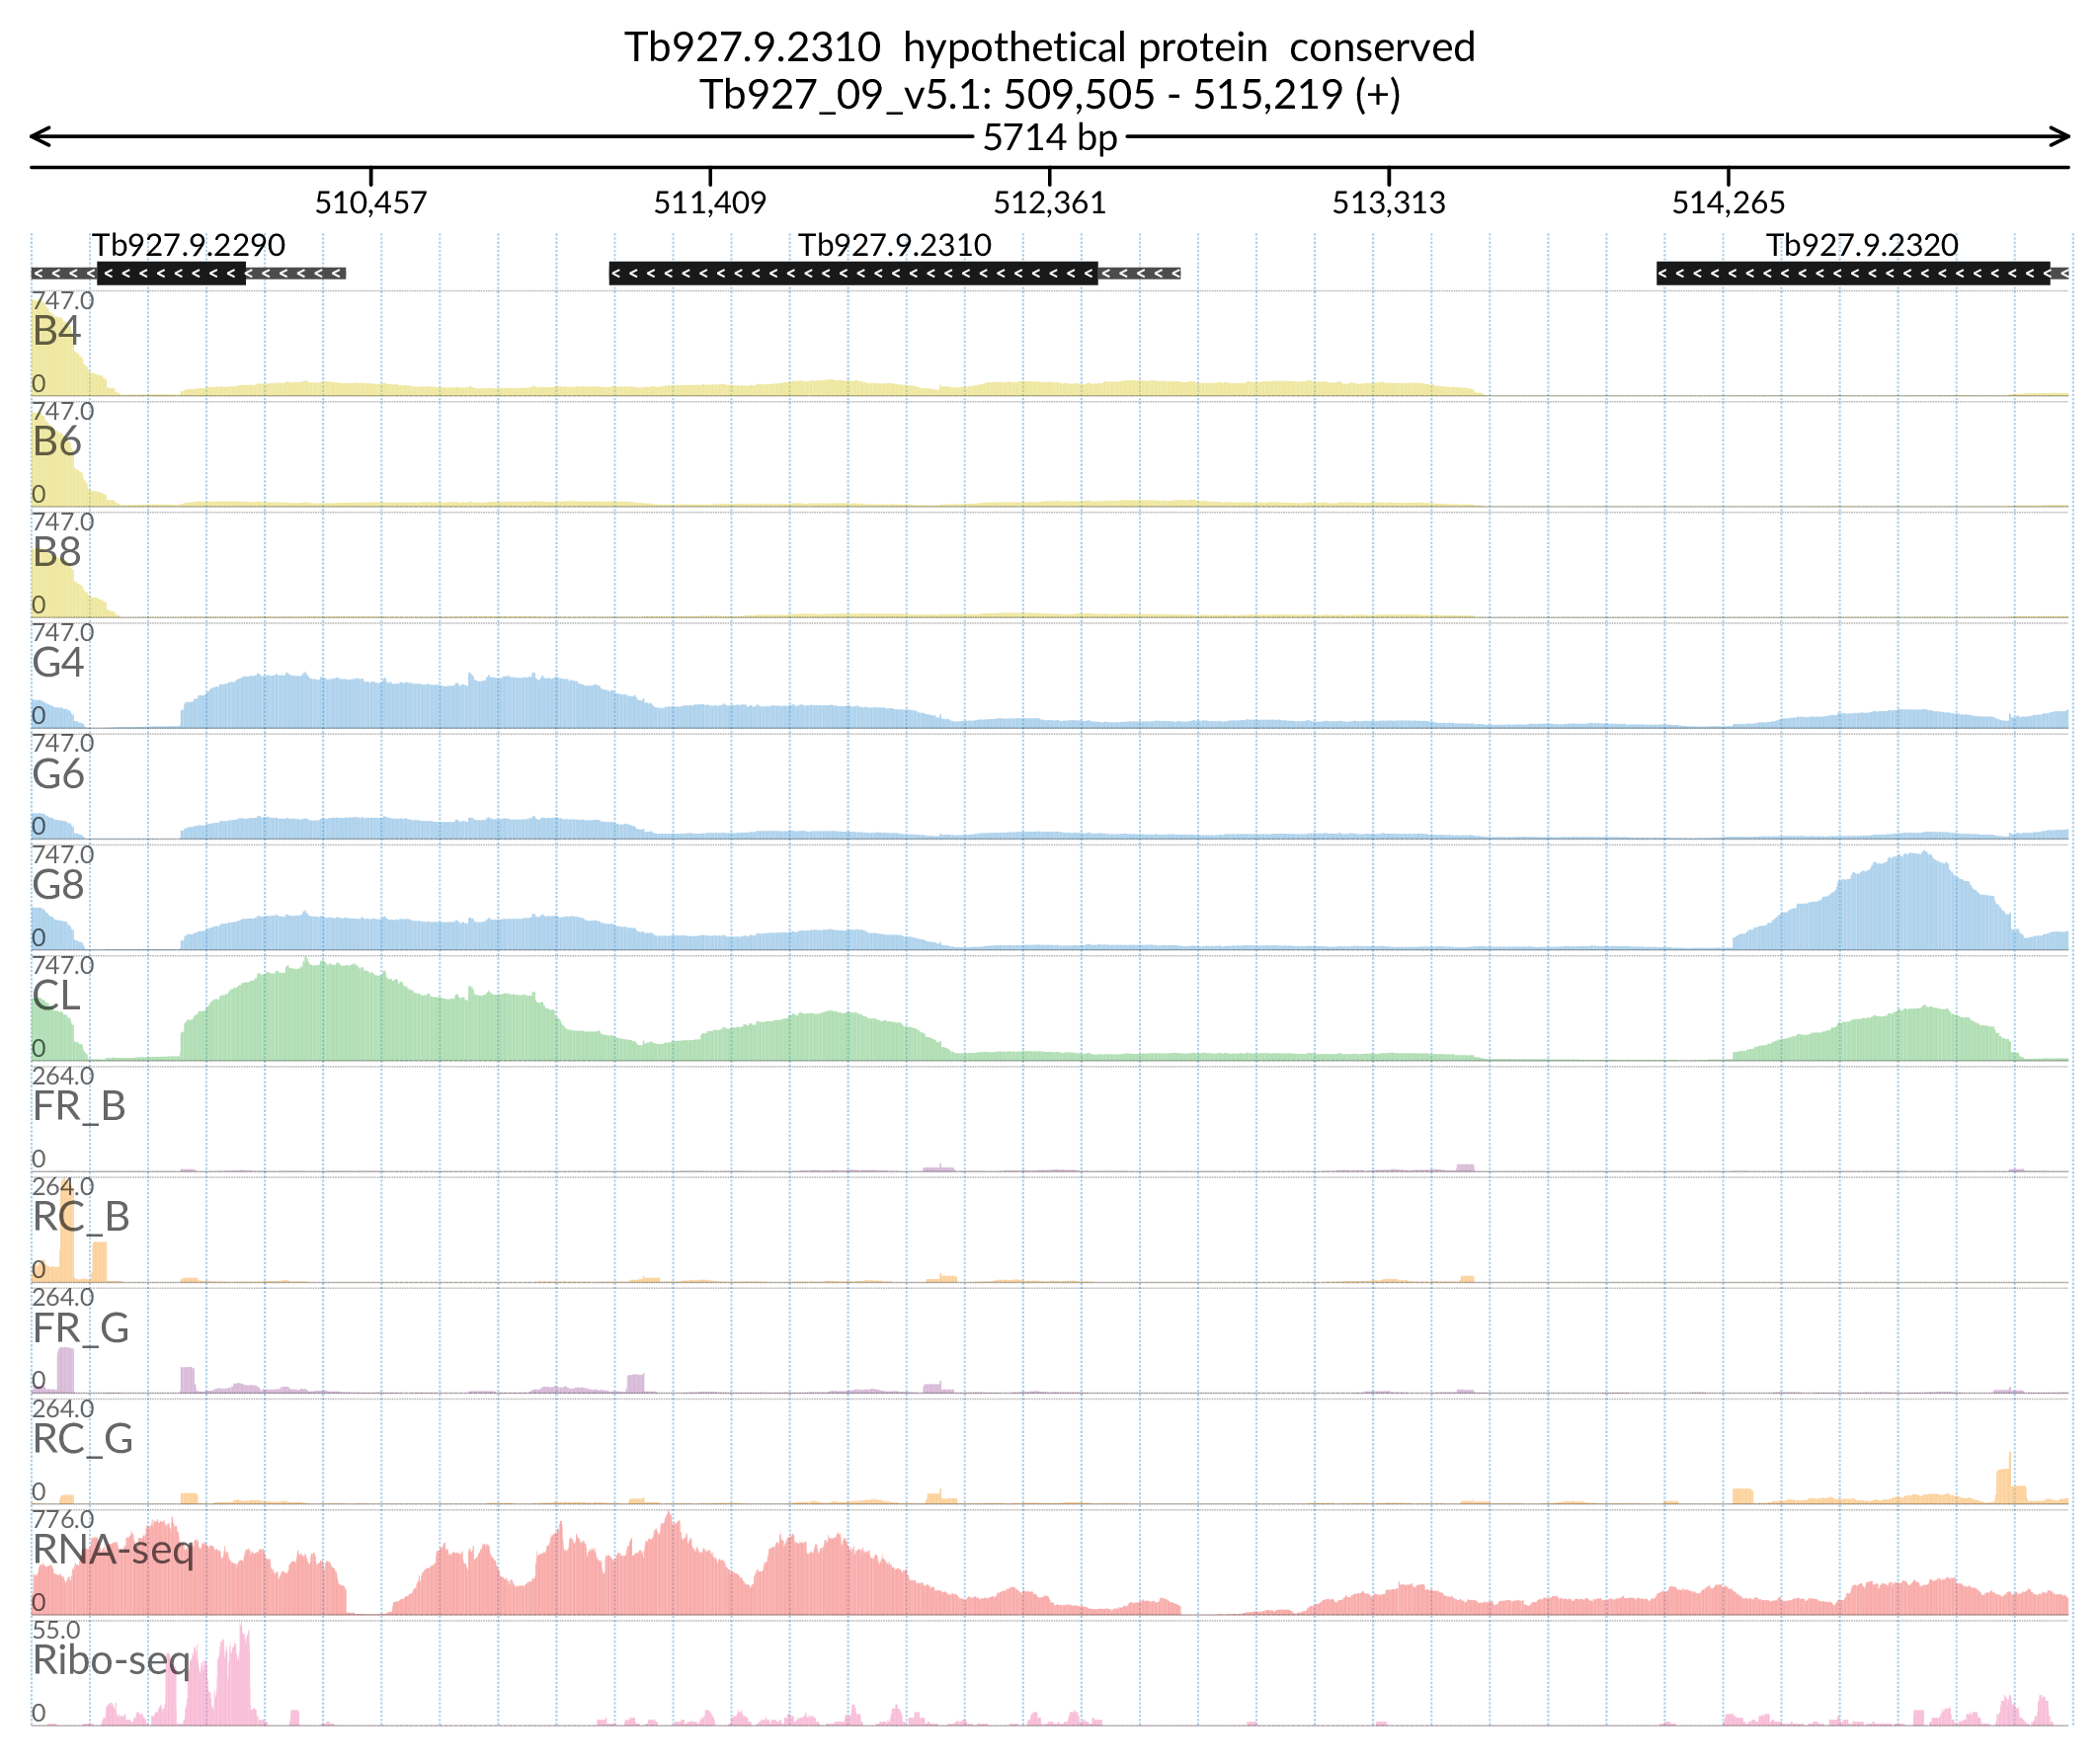 Tb927.9.2310  hypothetical protein  conserved
Tb927_09_v5.1: 509,505 - 515,219 (+)
5714 bp
510,457 511,409 512,361 513,313 514,265
Tb927.9.2290 Tb927.9.2310 Tb927.9.2320
747.0
B4
0
747.0
B6
0
747.0
B8
0
747.0
G4
0
747.0
G6
0
747.0
G8
0
747.0
CL
0
264.0
FR_B
0
264.0
RC_B
0
264.0
FR_G
0
264.0
RC_G
0
776.0
RNA-seq
0
55.0
Ribo-seq
0